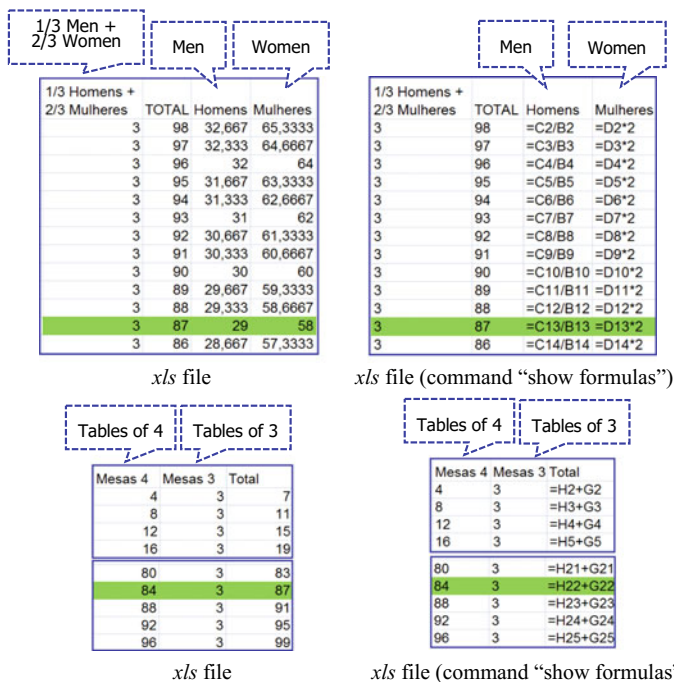 1/3 Men +
2/3 Women
Men
Women
1/3 Homens +
2/3 Mulheres TOTAL Homens Mulheres
3 98 32,667 65,3333
3 97 32,333 64,6667
3 96 32 64
3 95 31,667 63,3333
3 94 31,333 62,6667
3 93 31 62
3 92 30,667 61,3333
3 91 30,333 60,6667
3 90 30 60
3 89 29,667 59,3333
3 88 29,333 58,6667
3 87 29 58
3 86 28,667 57,3333
xls file
Men
Women
1/3 Homens +
2/3 Mulheres TOTAL Homens Mulheres
3 98 =C2/B2 =D2*2
3 97 =C3/B3 =D3*2
3 96 =C4/B4 =D4*2
3 95 =C5/B5 =D5*2
3 94 =C6/B6 =D6*2
3 93 =C7/B7 =D7*2
3 92 =C8/B8 =D8*2
3 91 =C9/B9 =D9*2
3 90 =C10/B10 =D10*2
3 89 =C11/B11 =D11*2
3 88 =C12/B12 =D12*2
3 87 =C13/B13 =D13*2
3 86 =C14/B14 =D14*2
xls file (command “show formulas”)
Tables of 4
Tables of 3
Mesas 4 Mesas 3 Total
4 3 7
8 3 11
12 3 15
16 3 19
80 3 83
84 3 87
88 3 91
92 3 95
96 3 99
xls file
Tables of 4
Tables of 3
Mesas 4 Mesas 3 Total
4 3 =H2+G2
8 3 =H3+G3
12 3 =H4+G4
16 3 =H5+G5
80 3 =H21+G21
84 3 =H22+G22
88 3 =H23+G23
92 3 =H24+G24
96 3 =H25+G25
xls file (command “show formulas”